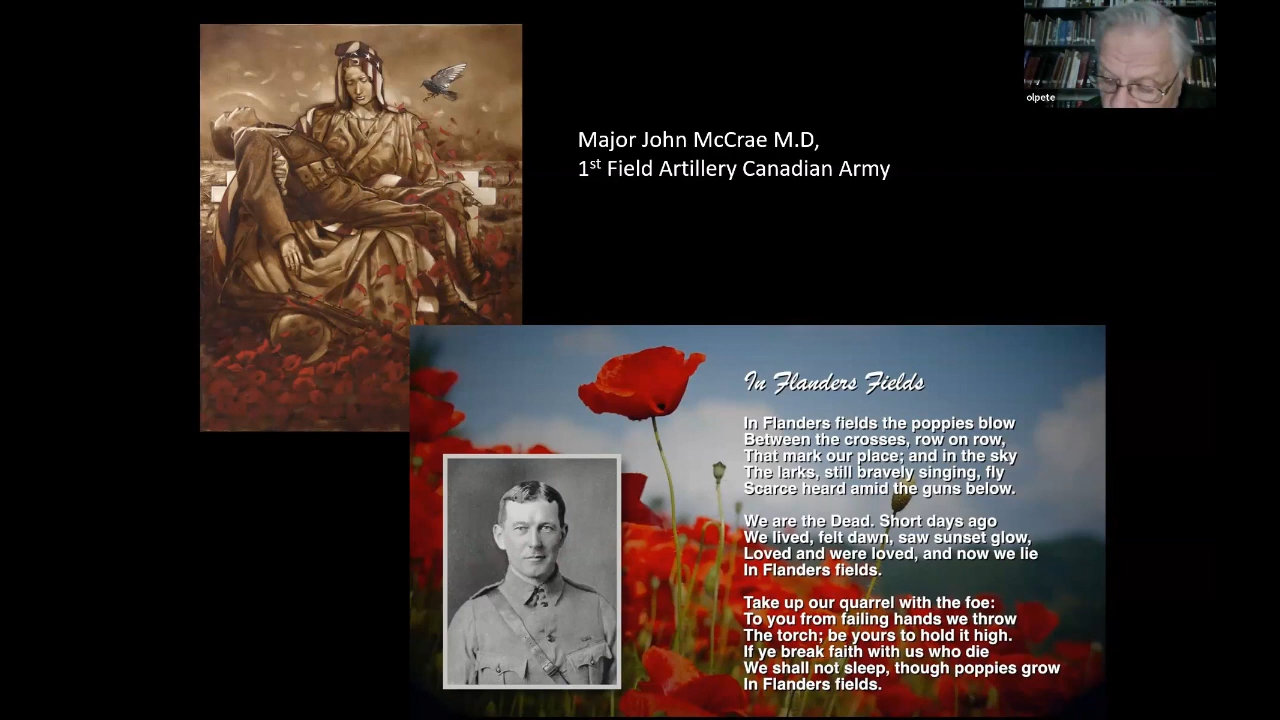 olpete
Major John McCrae M.D,
1st Field Artillery Canadian Army
In Flanders Fields
In Flanders fields the poppies blow
Between the crosses, row on row,
That mark our place; and in the sky
The larks, still bravely singing, fly
Scarce heard amid the guns below.
We are the Dead. Short days ago
We lived, felt dawn, saw sunset glow,
Loved and were loved, and now we lie
In Flanders fields.
Take up our quarrel with the foe:
To you from failing hands we throw
The torch; be yours to hold it high.
If ye break faith with us who die
We shall not sleep, though poppies grow
In Flanders fields.